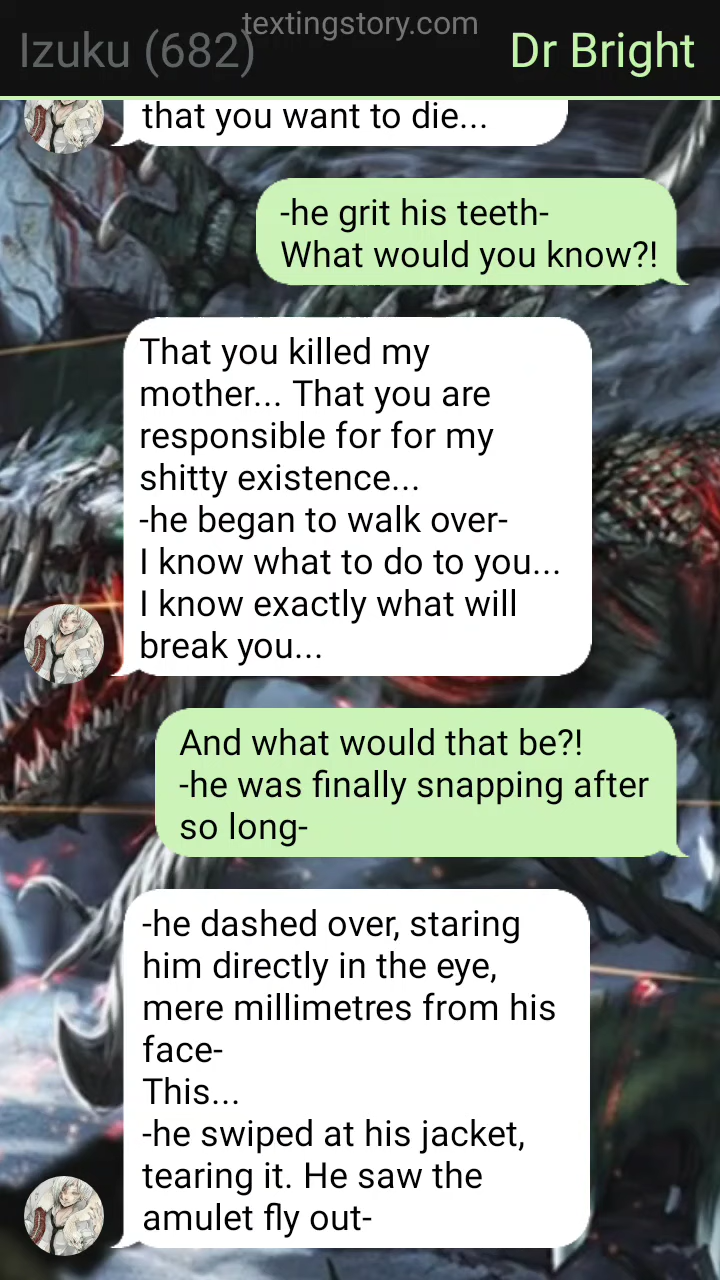 textingstory.com
Izuku (682)
Dr Bright
that you want to die...
-he grit his teeth-
What would you know?!
That you killed my
mother... That you are
responsible for for my
shitty existence...
-he began to walk over-
I know what to do to you...
I know exactly what will
break you...
And what would that be?!
-he was finally snapping after
so long-
-he dashed over, staring
him directly in the eye,
mere millimetres from his
face-
This...
-he swiped at his jacket,
tearing it. He saw the
amulet fly out-